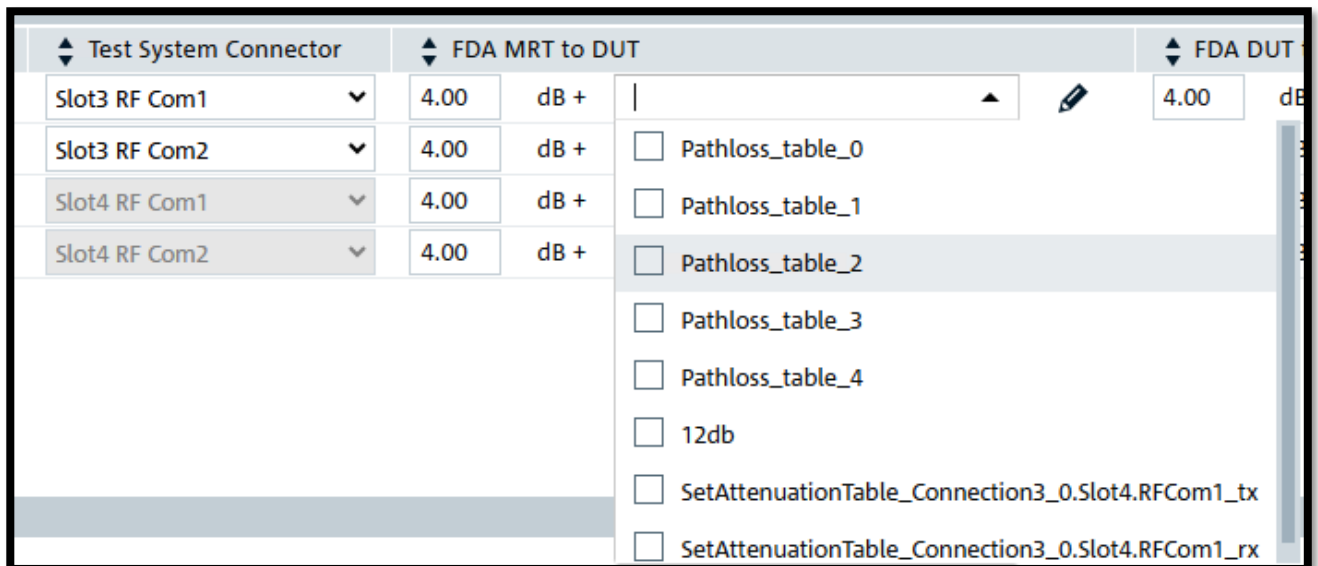 Test System Connector FDA MRT to DUT FDA DUT
Slot3 RF Com1 4.00 dB + 4.00 dB
Slot3 RF Com2 4.00 dB + Pathloss_table_0
Slot4 RF Com1 4.00 dB + Pathloss_table_1
Slot4 RF Com2 4.00 dB + Pathloss_table_2
Pathloss_table_3
Pathloss_table_4
12db
SetAttenuationTable_Connection3_0.Slot4.RFCom1_tx
SetAttenuationTable_Connection3_0.Slot4.RFCom1_rx